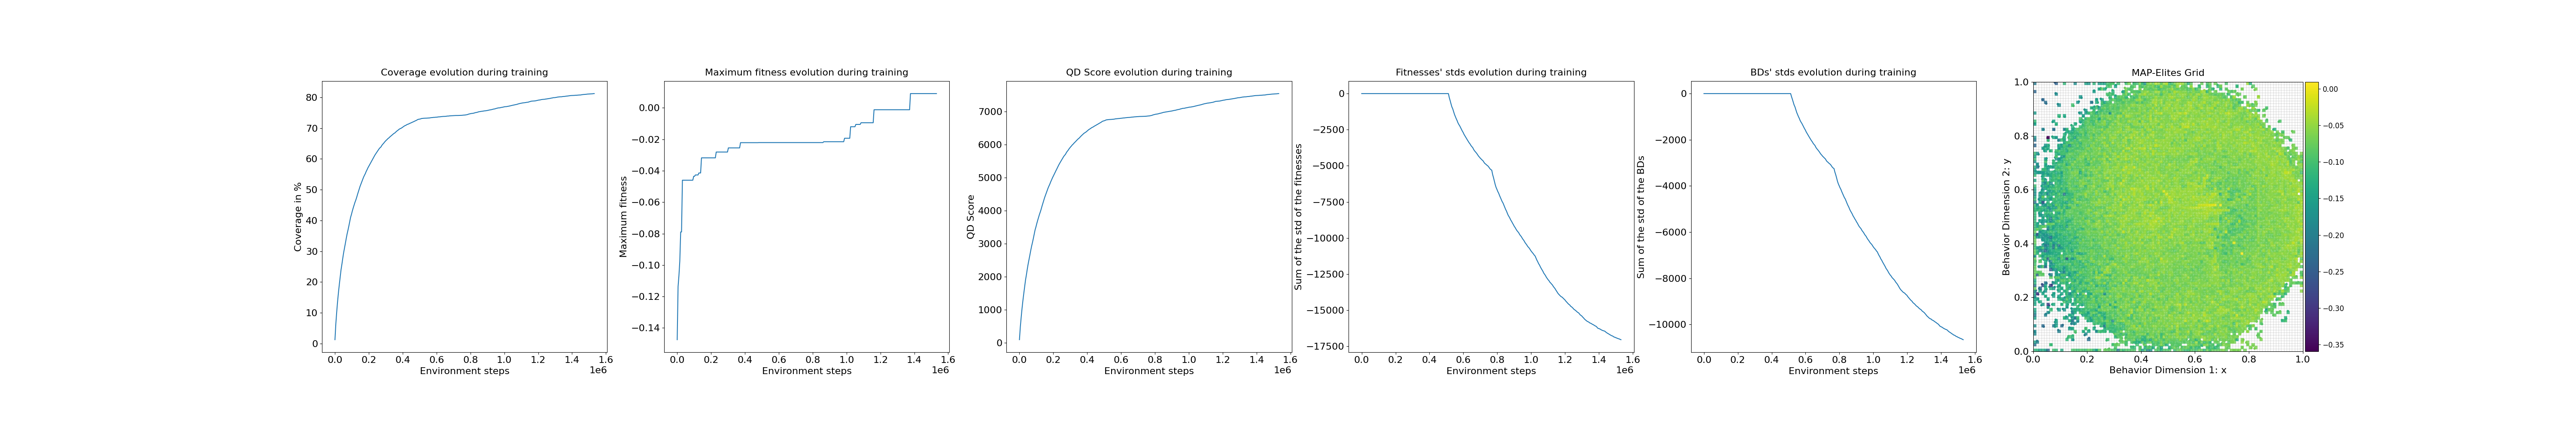 Coverage evolution during training
Coverage in %
80
70
60
50
40
30
20
10
0
0.0 0.2 0.4 0.6 0.8 1.0 1.2 1.4 1.6
1e6
Environment steps
Maximum fitness evolution during training
Maximum fitness
0.00
−0.02
−0.04
−0.06
−0.08
−0.10
−0.12
−0.14
0.0 0.2 0.4 0.6 0.8 1.0 1.2 1.4 1.6
1e6
Environment steps
QD Score evolution during training
QD Score
7000
6000
5000
4000
3000
2000
1000
0
0.0 0.2 0.4 0.6 0.8 1.0 1.2 1.4 1.6
1e6
Environment steps
Fitnesses' stds evolution during training
Sum of the std of the fitnesses
0
−2500
−5000
−7500
−10000
−12500
−15000
−17500
0.0 0.2 0.4 0.6 0.8 1.0 1.2 1.4 1.6
1e6
Environment steps
BDs' stds evolution during training
Sum of the std of the BDs
0
−2000
−4000
−6000
−8000
−10000
0.0 0.2 0.4 0.6 0.8 1.0 1.2 1.4 1.6
1e6
Environment steps
MAP-Elites Grid
Behavior Dimension 2: y
1.0
0.8
0.6
0.4
0.2
0.0
0.0 0.2 0.4 0.6 0.8 1.0
Behavior Dimension 1: x
0.00
−0.05
−0.10
−0.15
−0.20
−0.25
−0.30
−0.35